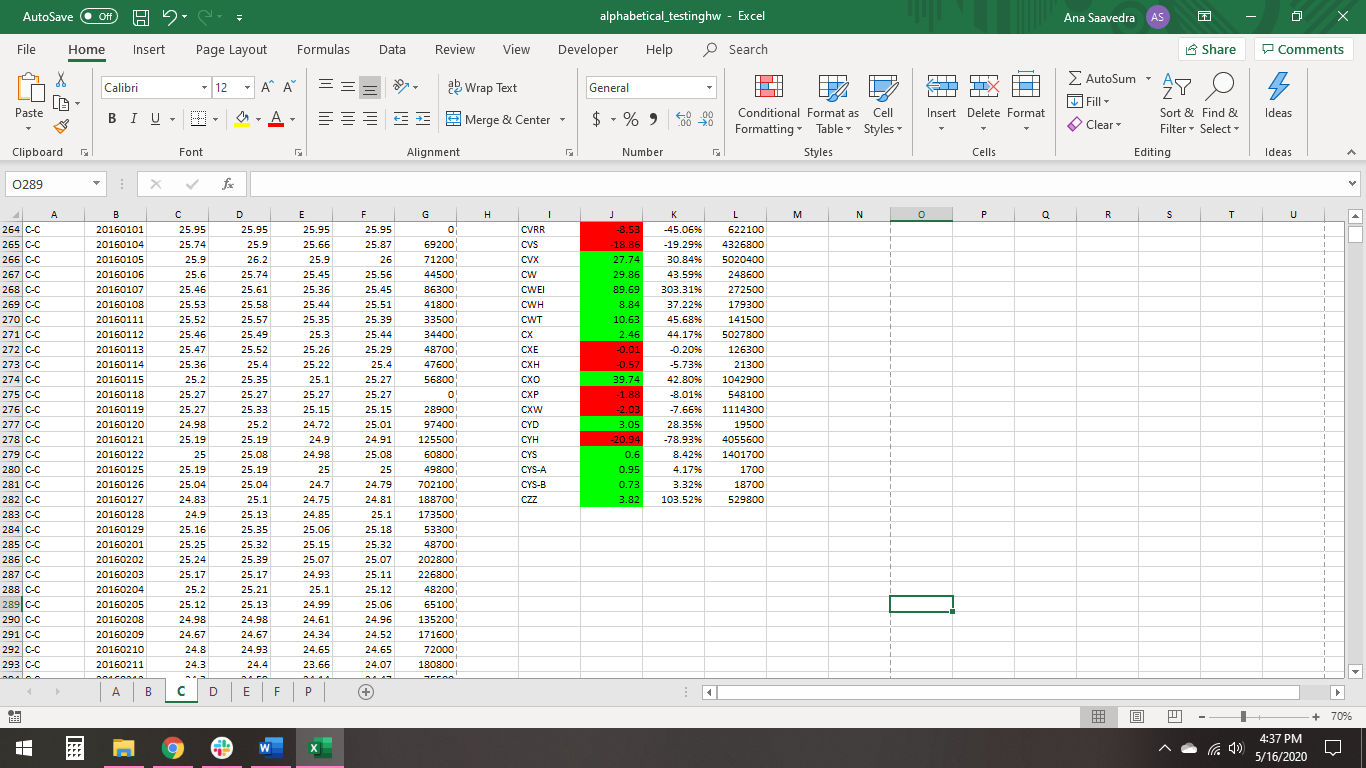 AutoSave Off alphabetical_testinghw - Excel Ana Saavedra AS
File Home Insert Page Layout Formulas Data Review View Developer Help Search Share Comments
Paste Calibri 12 A A Wrap Text General Conditional Formatting Format as Table Cell Styles Insert Delete Format AutoSum Sort & Filter Find & Select Ideas
B I U A Merge & Center $ % Fill
Clear
Clipboard Font Alignment Number Styles Cells Editing Ideas
O289 fx
A B C D E F G H I J K L M N O P Q R S T U
264 C-C 20160101 25.95 25.95 25.95 25.95 0 CVRR -8.53 -45.06% 622100
265 C-C 20160104 25.74 25.9 25.66 25.87 69200 CVS -18.86 -19.29% 4326800
266 C-C 20160105 25.9 26.2 25.9 26 71200 CVX 27.74 30.84% 5020400
267 C-C 20160106 25.6 25.74 25.45 25.56 44500 CW 29.86 43.59% 248600
268 C-C 20160107 25.46 25.61 25.36 25.45 86300 CWEI 89.69 303.31% 272500
269 C-C 20160108 25.53 25.58 25.44 25.51 41800 CWH 8.84 37.22% 179300
270 C-C 20160111 25.52 25.57 25.35 25.39 33500 CWT 10.63 45.68% 141500
271 C-C 20160112 25.46 25.49 25.3 25.44 34400 CX 2.46 44.17% 5027800
272 C-C 20160113 25.47 25.52 25.26 25.29 48700 CXE -0.01 -0.20% 126300
273 C-C 20160114 25.36 25.4 25.22 25.4 47600 CXH -0.57 -5.73% 21300
274 C-C 20160115 25.2 25.35 25.1 25.27 56800 CXO 39.74 42.80% 1042900
275 C-C 20160118 25.27 25.27 25.27 25.27 0 CXP -1.88 -8.01% 548100
276 C-C 20160119 25.27 25.33 25.15 25.15 28900 CXW -2.03 -7.66% 1114300
277 C-C 20160120 24.98 25.2 24.72 25.01 97400 CYD 3.05 28.35% 19500
278 C-C 20160121 25.19 25.19 24.9 24.91 125500 CYH -20.94 -78.93% 4055600
279 C-C 20160122 25 25.08 24.98 25.08 60800 CYS 0.6 8.42% 1401700
280 C-C 20160125 25.19 25.19 25 25 49800 CYS-A 0.95 4.17% 1700
281 C-C 20160126 25.04 25.04 24.7 24.79 702100 CYS-B 0.73 3.32% 18700
282 C-C 20160127 24.83 25.1 24.75 24.81 188700 CZZ 3.82 103.52% 529800
283 C-C 20160128 24.9 25.13 24.85 25.1 173500
284 C-C 20160129 25.16 25.35 25.06 25.18 53300
285 C-C 20160201 25.25 25.32 25.15 25.32 48700
286 C-C 20160202 25.24 25.39 25.07 25.07 202800
287 C-C 20160203 25.17 25.17 24.93 25.11 226800
288 C-C 20160204 25.2 25.21 25.1 25.12 48200
289 C-C 20160205 25.12 25.13 24.99 25.06 65100
290 C-C 20160208 24.98 24.98 24.61 24.96 135200
291 C-C 20160209 24.67 24.67 24.34 24.52 171600
292 C-C 20160210 24.8 24.93 24.65 24.65 72000
293 C-C 20160211 24.3 24.4 23.66 24.07 180800
A B C D E F P
70%
4:37 PM
5/16/2020